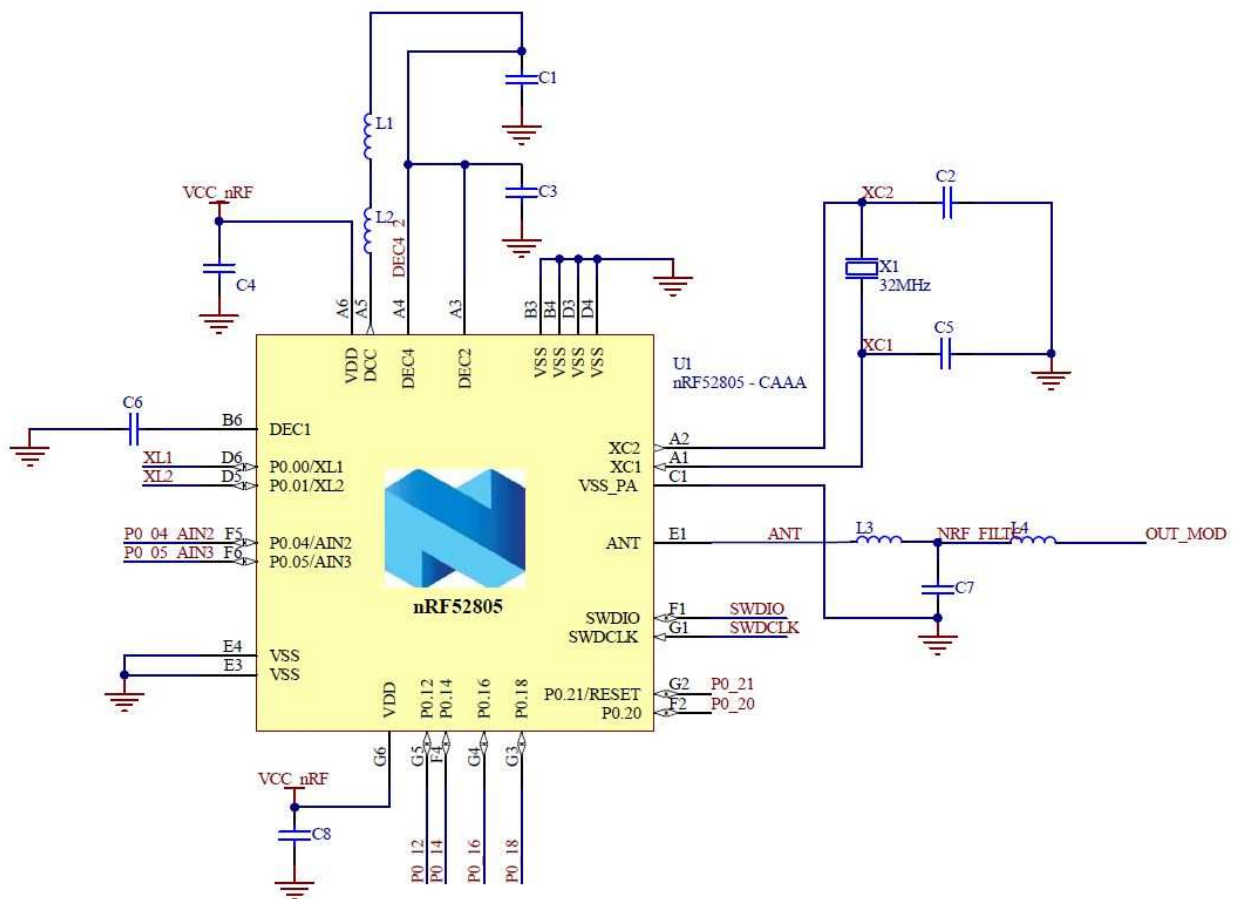 C1
L1
C3
VCC_nRF
L2
DEC4_2
C4
A6
A5
A4
A3
B3
B4
D3
D4
VDD
DCC
DEC4
DEC2
VSS
VSS
VSS
VSS
XC2
C2
X1
32MHz
XC1
C5
U1
nRF52805 - CAAA
C6
B6
DEC1
XL1
D6
P0.00/XL1
XL2
D5
P0.01/XL2
P0_04_AIN2
F5
P0.04/AIN2
P0_05_AIN3
F6
P0.05/AIN3
nRF52805
XC2
A2
XC1
A1
VSS_PA
C1
ANT
E1
ANT
L3
NRF_FILTC
L4
OUT_MOD
C7
SWDIO
F1
SWDIO
SWDCLK
G1
SWDCLK
E4
VSS
E3
VSS
P0.21/RESET
G2
P0_21
P0.20
F2
P0_20
VDD
P0.12
P0.14
P0.16
P0.18
G6
G5
F4
G4
G3
VCC_nRF
C8
P0_12
P0_14
P0_16
P0_18